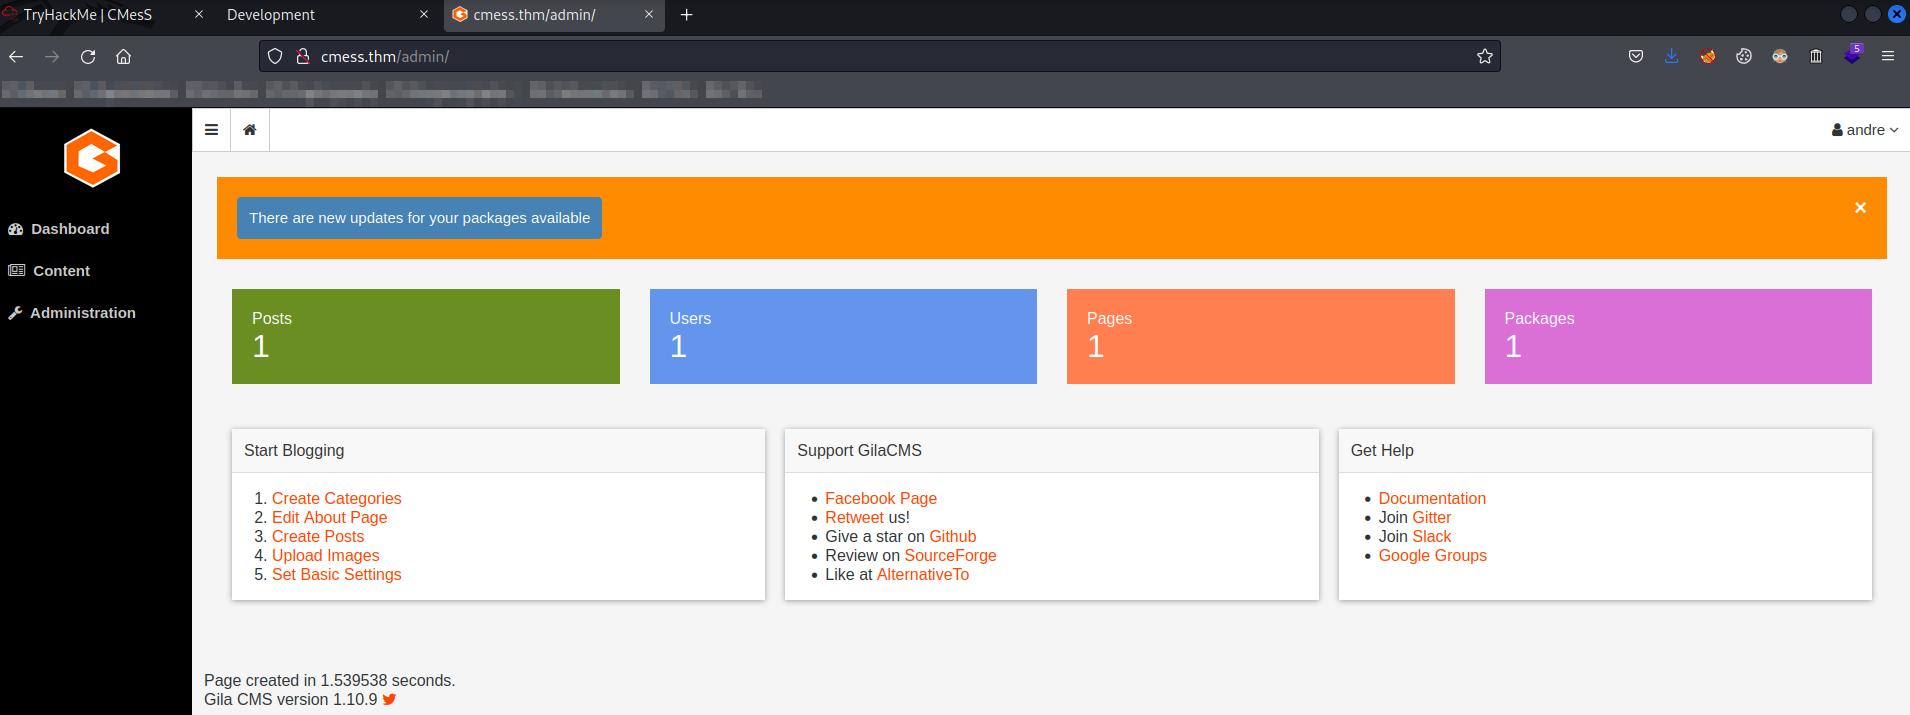 TryHackMe | CMesS
Development
cmess.thm/admin/
cmess.thm/admin/
5
andre
There are new updates for your packages available
Dashboard
Content
Administration
Posts
1
Users
1
Pages
1
Packages
1
Start Blogging
1. Create Categories
2. Edit About Page
3. Create Posts
4. Upload Images
5. Set Basic Settings
Support GilaCMS
• Facebook Page
• Retweet us!
• Give a star on Github
• Review on SourceForge
• Like at AlternativeTo
Get Help
• Documentation
• Join Gitter
• Join Slack
• Google Groups
Page created in 1.539538 seconds.
Gila CMS version 1.10.9